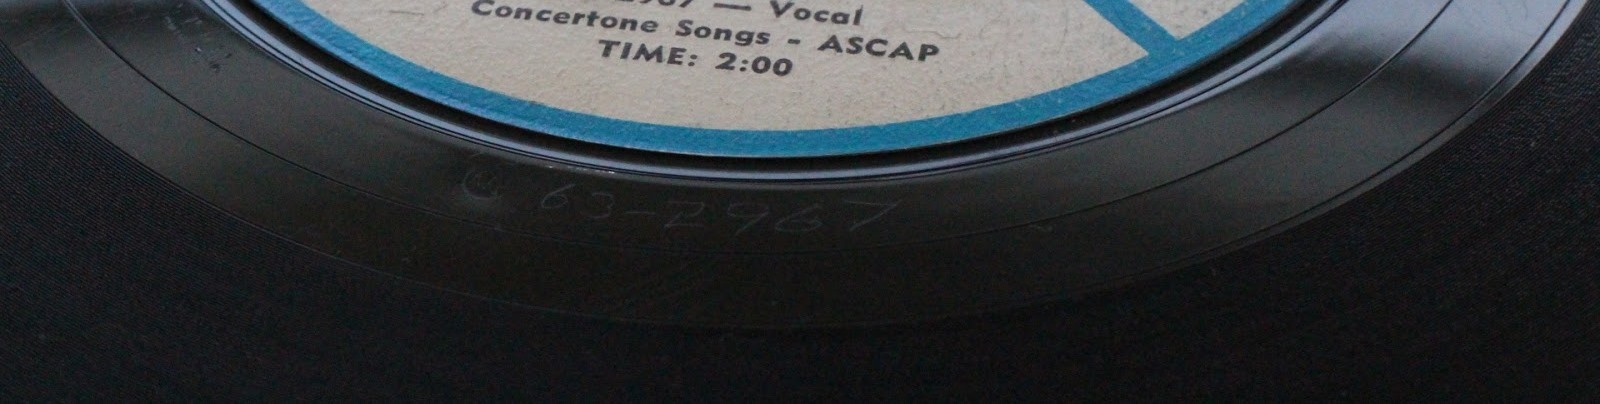 — Vocal
Concertone Songs - ASCAP
TIME: 2:00
63-2967